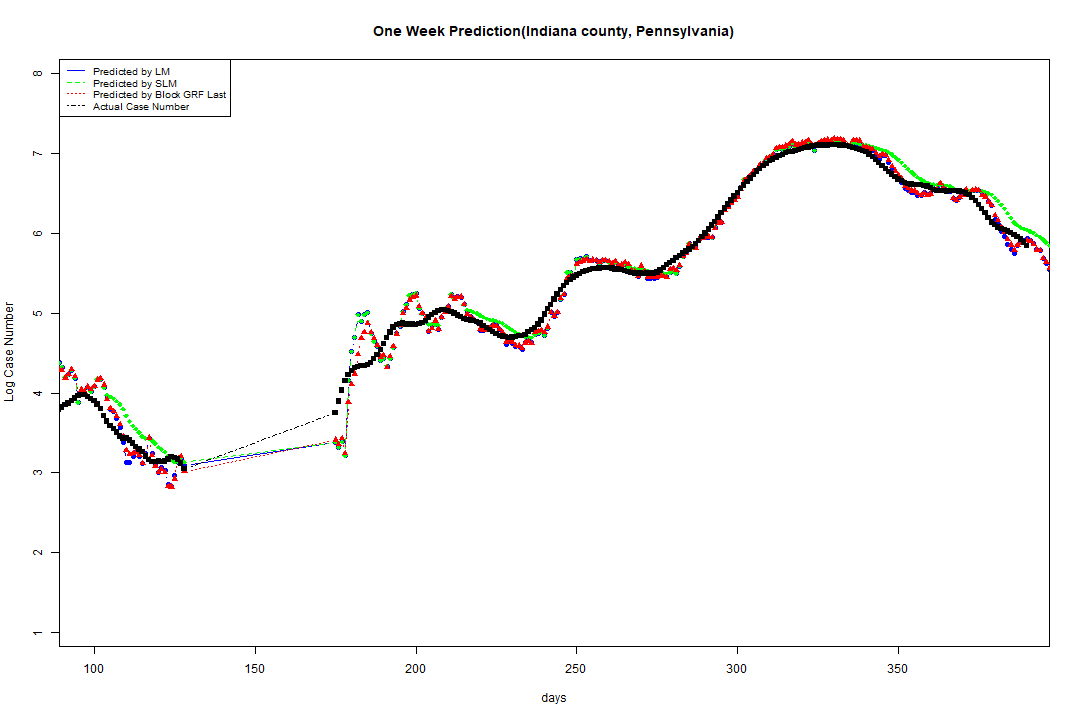 One Week Prediction(Indiana county, Pennsylvania)
Predicted by LM
Predicted by SLM
Predicted by Block GRF Last
Actual Case Number
8
7
6
5
4
3
2
1
Log Case Number
100 150 200 250 300 350
days